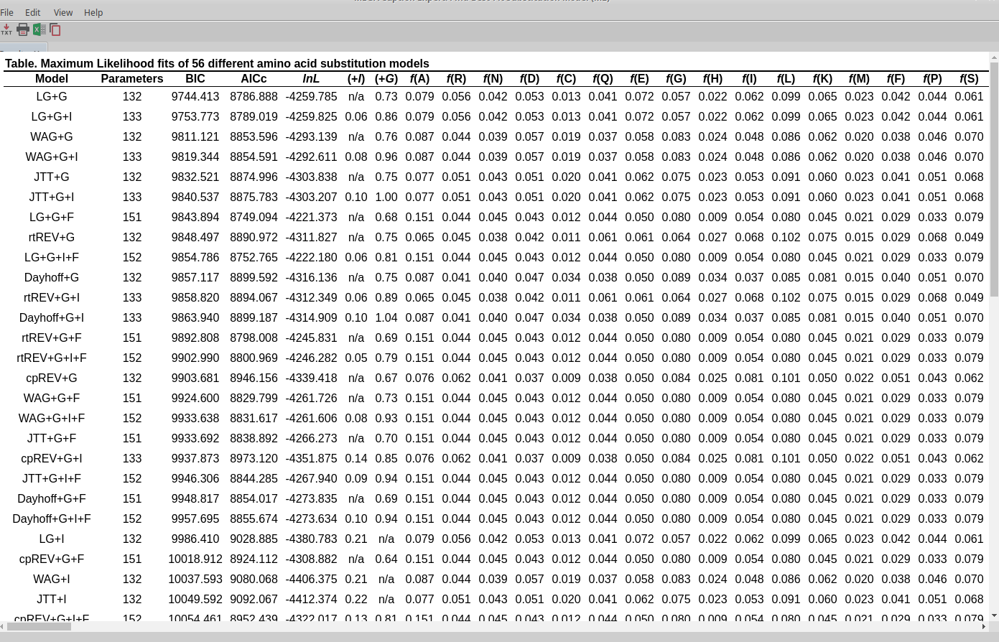 File Edit View Help
TXT
Table. Maximum Likelihood fits of 56 different amino acid substitution models
Model Parameters BIC AICc lnL (+I) (+G) f(A) f(R) f(N) f(D) f(C) f(Q) f(E) f(G) f(H) f(I) f(L) f(K) f(M) f(F) f(P) f(S)
LG+G 132 9744.413 8786.888 -4259.785 n/a 0.73 0.079 0.056 0.042 0.053 0.013 0.041 0.072 0.057 0.022 0.062 0.099 0.065 0.023 0.042 0.044 0.061
LG+G+I 133 9753.773 8789.019 -4259.825 0.06 0.86 0.079 0.056 0.042 0.053 0.013 0.041 0.072 0.057 0.022 0.062 0.099 0.065 0.023 0.042 0.044 0.061
WAG+G 132 9811.121 8853.596 -4293.139 n/a 0.76 0.087 0.044 0.039 0.057 0.019 0.037 0.058 0.083 0.024 0.048 0.086 0.062 0.020 0.038 0.046 0.070
WAG+G+I 133 9819.344 8854.591 -4292.611 0.08 0.96 0.087 0.044 0.039 0.057 0.019 0.037 0.058 0.083 0.024 0.048 0.086 0.062 0.020 0.038 0.046 0.070
JTT+G 132 9832.521 8874.996 -4303.838 n/a 0.75 0.077 0.051 0.043 0.051 0.020 0.041 0.062 0.075 0.023 0.053 0.091 0.060 0.023 0.041 0.051 0.068
JTT+G+I 133 9840.537 8875.783 -4303.207 0.10 1.00 0.077 0.051 0.043 0.051 0.020 0.041 0.062 0.075 0.023 0.053 0.091 0.060 0.023 0.041 0.051 0.068
LG+G+F 151 9843.894 8749.094 -4221.373 n/a 0.68 0.151 0.044 0.045 0.043 0.012 0.044 0.050 0.080 0.009 0.054 0.080 0.045 0.021 0.029 0.033 0.079
rtREV+G 132 9848.497 8890.972 -4311.827 n/a 0.75 0.065 0.045 0.038 0.042 0.011 0.061 0.061 0.064 0.027 0.068 0.102 0.075 0.015 0.029 0.068 0.049
LG+G+I+F 152 9854.786 8752.765 -4222.180 0.06 0.81 0.151 0.044 0.045 0.043 0.012 0.044 0.050 0.080 0.009 0.054 0.080 0.045 0.021 0.029 0.033 0.079
Dayhoff+G 132 9857.117 8899.592 -4316.136 n/a 0.75 0.087 0.041 0.040 0.047 0.034 0.038 0.050 0.089 0.034 0.037 0.085 0.081 0.015 0.040 0.051 0.070
rtREV+G+I 133 9858.820 8894.067 -4312.349 0.06 0.89 0.065 0.045 0.038 0.042 0.011 0.061 0.061 0.064 0.027 0.068 0.102 0.075 0.015 0.029 0.068 0.049
Dayhoff+G+I 133 9863.940 8899.187 -4314.909 0.10 1.04 0.087 0.041 0.040 0.047 0.034 0.038 0.050 0.089 0.034 0.037 0.085 0.081 0.015 0.040 0.051 0.070
rtREV+G+F 151 9892.808 8798.008 -4245.831 n/a 0.69 0.151 0.044 0.045 0.043 0.012 0.044 0.050 0.080 0.009 0.054 0.080 0.045 0.021 0.029 0.033 0.079
rtREV+G+I+F 152 9902.990 8800.969 -4246.282 0.05 0.79 0.151 0.044 0.045 0.043 0.012 0.044 0.050 0.080 0.009 0.054 0.080 0.045 0.021 0.029 0.033 0.079
cpREV+G 132 9903.681 8946.156 -4339.418 n/a 0.67 0.076 0.062 0.041 0.037 0.009 0.038 0.050 0.084 0.025 0.081 0.101 0.050 0.022 0.051 0.043 0.062
WAG+G+F 151 9924.600 8829.799 -4261.726 n/a 0.73 0.151 0.044 0.045 0.043 0.012 0.044 0.050 0.080 0.009 0.054 0.080 0.045 0.021 0.029 0.033 0.079
WAG+G+I+F 152 9933.638 8831.617 -4261.606 0.08 0.93 0.151 0.044 0.045 0.043 0.012 0.044 0.050 0.080 0.009 0.054 0.080 0.045 0.021 0.029 0.033 0.079
JTT+G+F 151 9933.692 8838.892 -4266.273 n/a 0.70 0.151 0.044 0.045 0.043 0.012 0.044 0.050 0.080 0.009 0.054 0.080 0.045 0.021 0.029 0.033 0.079
cpREV+G+I 133 9937.873 8973.120 -4351.875 0.14 0.85 0.076 0.062 0.041 0.037 0.009 0.038 0.050 0.084 0.025 0.081 0.101 0.050 0.022 0.051 0.043 0.062
JTT+G+I+F 152 9946.306 8844.285 -4267.940 0.09 0.94 0.151 0.044 0.045 0.043 0.012 0.044 0.050 0.080 0.009 0.054 0.080 0.045 0.021 0.029 0.033 0.079
Dayhoff+G+F 151 9948.817 8854.017 -4273.835 n/a 0.69 0.151 0.044 0.045 0.043 0.012 0.044 0.050 0.080 0.009 0.054 0.080 0.045 0.021 0.029 0.033 0.079
Dayhoff+G+I+F 152 9957.695 8855.674 -4273.634 0.10 0.94 0.151 0.044 0.045 0.043 0.012 0.044 0.050 0.080 0.009 0.054 0.080 0.045 0.021 0.029 0.033 0.079
LG+I 132 9986.410 9028.885 -4380.783 0.21 n/a 0.079 0.056 0.042 0.053 0.013 0.041 0.072 0.057 0.022 0.062 0.099 0.065 0.023 0.042 0.044 0.061
cpREV+G+F 151 10018.912 8924.112 -4308.882 n/a 0.64 0.151 0.044 0.045 0.043 0.012 0.044 0.050 0.080 0.009 0.054 0.080 0.045 0.021 0.029 0.033 0.079
WAG+I 132 10037.593 9080.068 -4406.375 0.21 n/a 0.087 0.044 0.039 0.057 0.019 0.037 0.058 0.083 0.024 0.048 0.086 0.062 0.020 0.038 0.046 0.070
JTT+I 132 10049.592 9092.067 -4412.374 0.22 n/a 0.077 0.051 0.043 0.051 0.020 0.041 0.062 0.075 0.023 0.053 0.091 0.060 0.023 0.041 0.051 0.068
cpREV+G+I+F 152 10054.461 8952.439 -4322.017 0.13 0.81 0.151 0.044 0.045 0.043 0.012 0.044 0.050 0.080 0.009 0.054 0.080 0.045 0.021 0.029 0.033 0.079